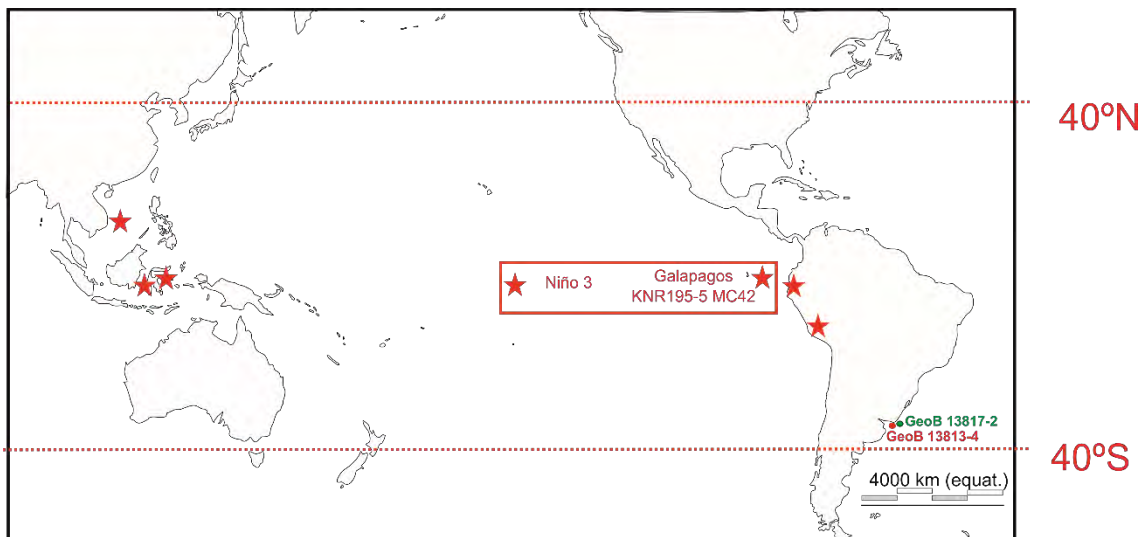 40ºN
Niño 3
Galapagos
KNR195-5 MC42
GeoB 13817-2
GeoB 13813-4
40ºS
4000 km (equat.)